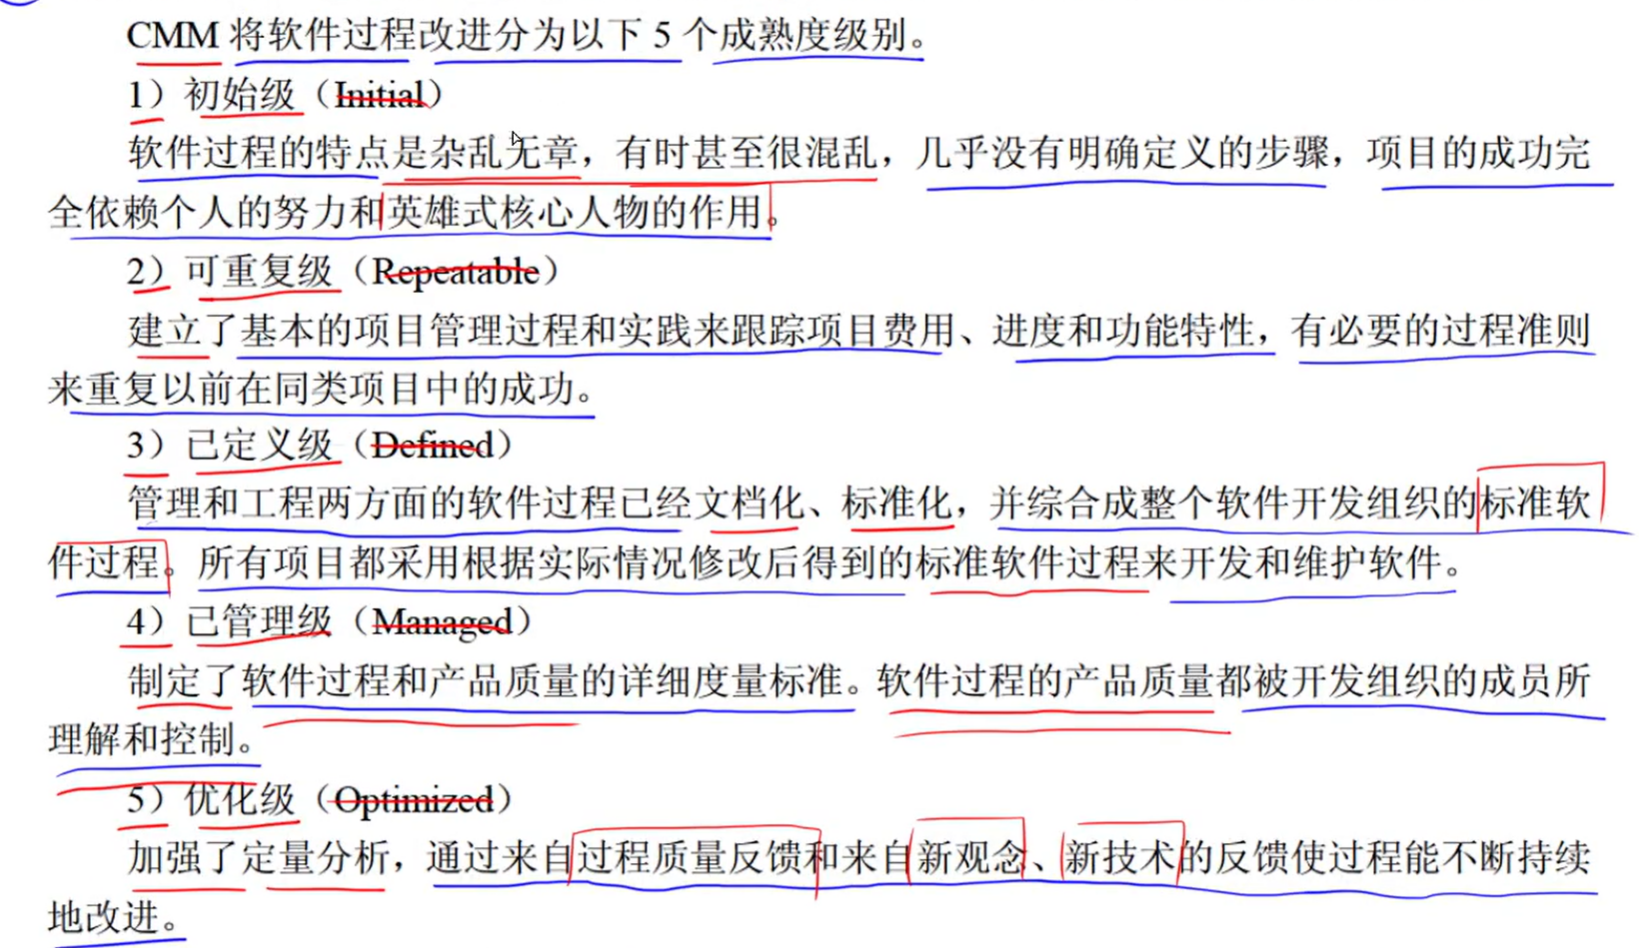 CMM 将软件过程改进分为以下 5 个成熟度级别。
1）初始级（Initial）
软件过程的特点是杂乱无章，有时甚至很混乱，几乎没有明确定义的步骤，项目的成功完
全依赖个人的努力和英雄式核心人物的作用。
2）可重复级（Repeatable）
建立了基本的项目管理过程和实践来跟踪项目费用、进度和功能特性，有必要的过程准则
来重复以前在同类项目中的成功。
3）已定义级（Defined）
管理和工程两方面的软件过程已经文档化、标准化，并综合成整个软件开发组织的标准软
件过程。所有项目都采用根据实际情况修改后得到的标准软件过程来开发和维护软件。
4）已管理级（Managed）
制定了软件过程和产品质量的详细度量标准。软件过程的产品质量都被开发组织的成员所
理解和控制。
5）优化级（Optimized）
加强了定量分析，通过来自过程质量反馈和来自新观念、新技术的反馈使过程能不断持续
地改进。